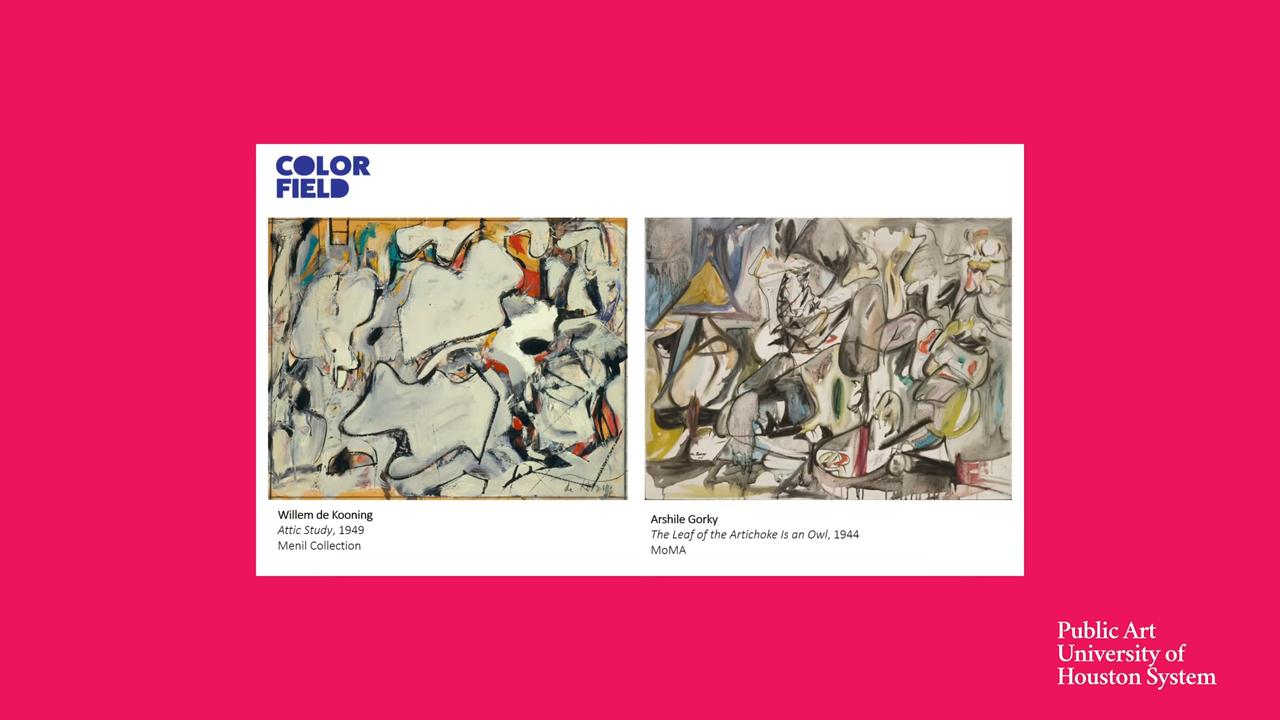 COLOR
FIELD
Willem de Kooning
Attic Study, 1949
Menil Collection
Arshile Gorky
The Leaf of the Artichoke Is an Owl, 1944
MoMA
Public Art
University of
Houston System